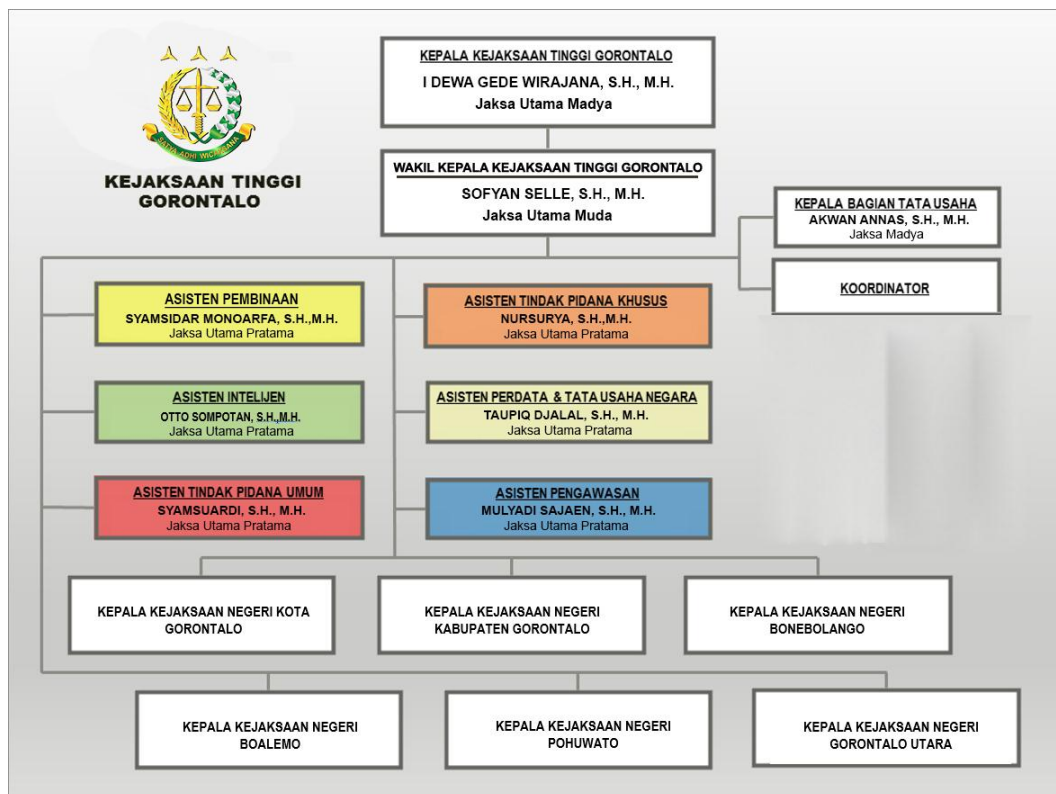 KEPALA KEJAKSAAN TINGGI GORONTALO
I DEWA GEDE WIRAJANA, S.H., M.H.
Jaksa Utama Madya
SATYA ADHI WICAKSANA
KEJAKSAAN TINGGI
GORONTALO
WAKIL KEPALA KEJAKSAAN TINGGI GORONTALO
SOFYAN SELLE, S.H., M.H.
Jaksa Utama Muda
KEPALA BAGIAN TATA USAHA
AKWAN ANNAS, S.H., M.H.
Jaksa Madya
KOORDINATOR
ASISTEN PEMBINAAN
SYAMSIDAR MONOARFA, S.H.,M.H.
Jaksa Utama Pratama
ASISTEN TINDAK PIDANA KHUSUS
NURSURYA, S.H.,M.H.
Jaksa Utama Pratama
ASISTEN INTELIJEN
OTTO SOMPOTAN, S.H.,M.H.
Jaksa Utama Pratama
ASISTEN PERDATA & TATA USAHA NEGARA
TAUPIQ DJALAL, S.H., M.H.
Jaksa Utama Pratama
ASISTEN TINDAK PIDANA UMUM
SYAMSUARDI, S.H., M.H.
Jaksa Utama Pratama
ASISTEN PENGAWASAN
MULYADI SAJAEN, S.H., M.H.
Jaksa Utama Pratama
KEPALA KEJAKSAAN NEGERI KOTA
GORONTALO
KEPALA KEJAKSAAN NEGERI
KABUPATEN GORONTALO
KEPALA KEJAKSAAN NEGERI
BONEBOLANGO
KEPALA KEJAKSAAN NEGERI
BOALEMO
KEPALA KEJAKSAAN NEGERI
POHUWATO
KEPALA KEJAKSAAN NEGERI
GORONTALO UTARA